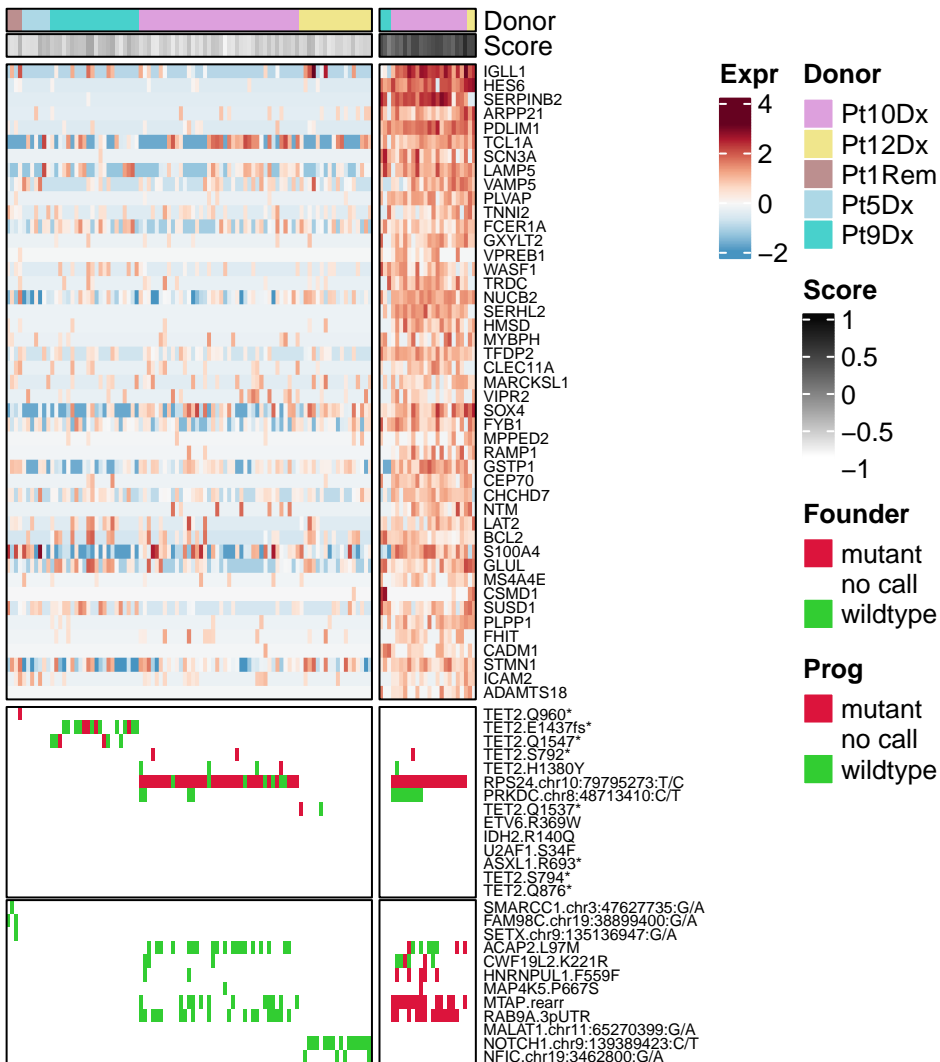 Donor
Score
IGLL1
HES6
SERPINB2
ARPP21
PDLIM1
TCL1A
SCN3A
LAMP5
VAMP5
PLVAP
TNNI2
FCER1A
GXYLT2
VPREB1
WASF1
TRDC
NUCB2
SERHL2
HMSD
MYBPH
TFDP2
CLEC11A
MARCKSL1
VIPR2
SOX4
FYB1
MPPED2
RAMP1
GSTP1
CEP70
CHCHD7
NTM
LAT2
BCL2
S100A4
GLUL
MS4A4E
CSMD1
SUSD1
PLPP1
FHIT
CADM1
STMN1
ICAM2
ADAMTS18
TET2.Q960*
TET2.E1437fs*
TET2.Q1547*
TET2.S792*
TET2.H1380Y
RPS24.chr10:79795273:T/C
PRKDC.chr8:48713410:C/T
TET2.Q1537*
ETV6.R369W
IDH2.R140Q
U2AF1.S34F
ASXL1.R693*
TET2.S794*
TET2.Q876*
SMARCC1.chr3:47627735:G/A
FAM98C.chr19:38899400:G/A
SETX.chr9:135136947:G/A
ACAP2.L97M
CWF19L2.K221R
HNRNPUL1.F559F
MAP4K5.P667S
MTAP.rearr
RAB9A.3pUTR
MALAT1.chr11:65270399:G/A
NOTCH1.chr9:139389423:C/T
NFIC.chr19:3462800:G/A
Expr
4
2
0
−2
Donor
Pt10Dx
Pt12Dx
Pt1Rem
Pt5Dx
Pt9Dx
Score
1
0.5
0
−0.5
−1
Founder
mutant
no call
wildtype
Prog
mutant
no call
wildtype